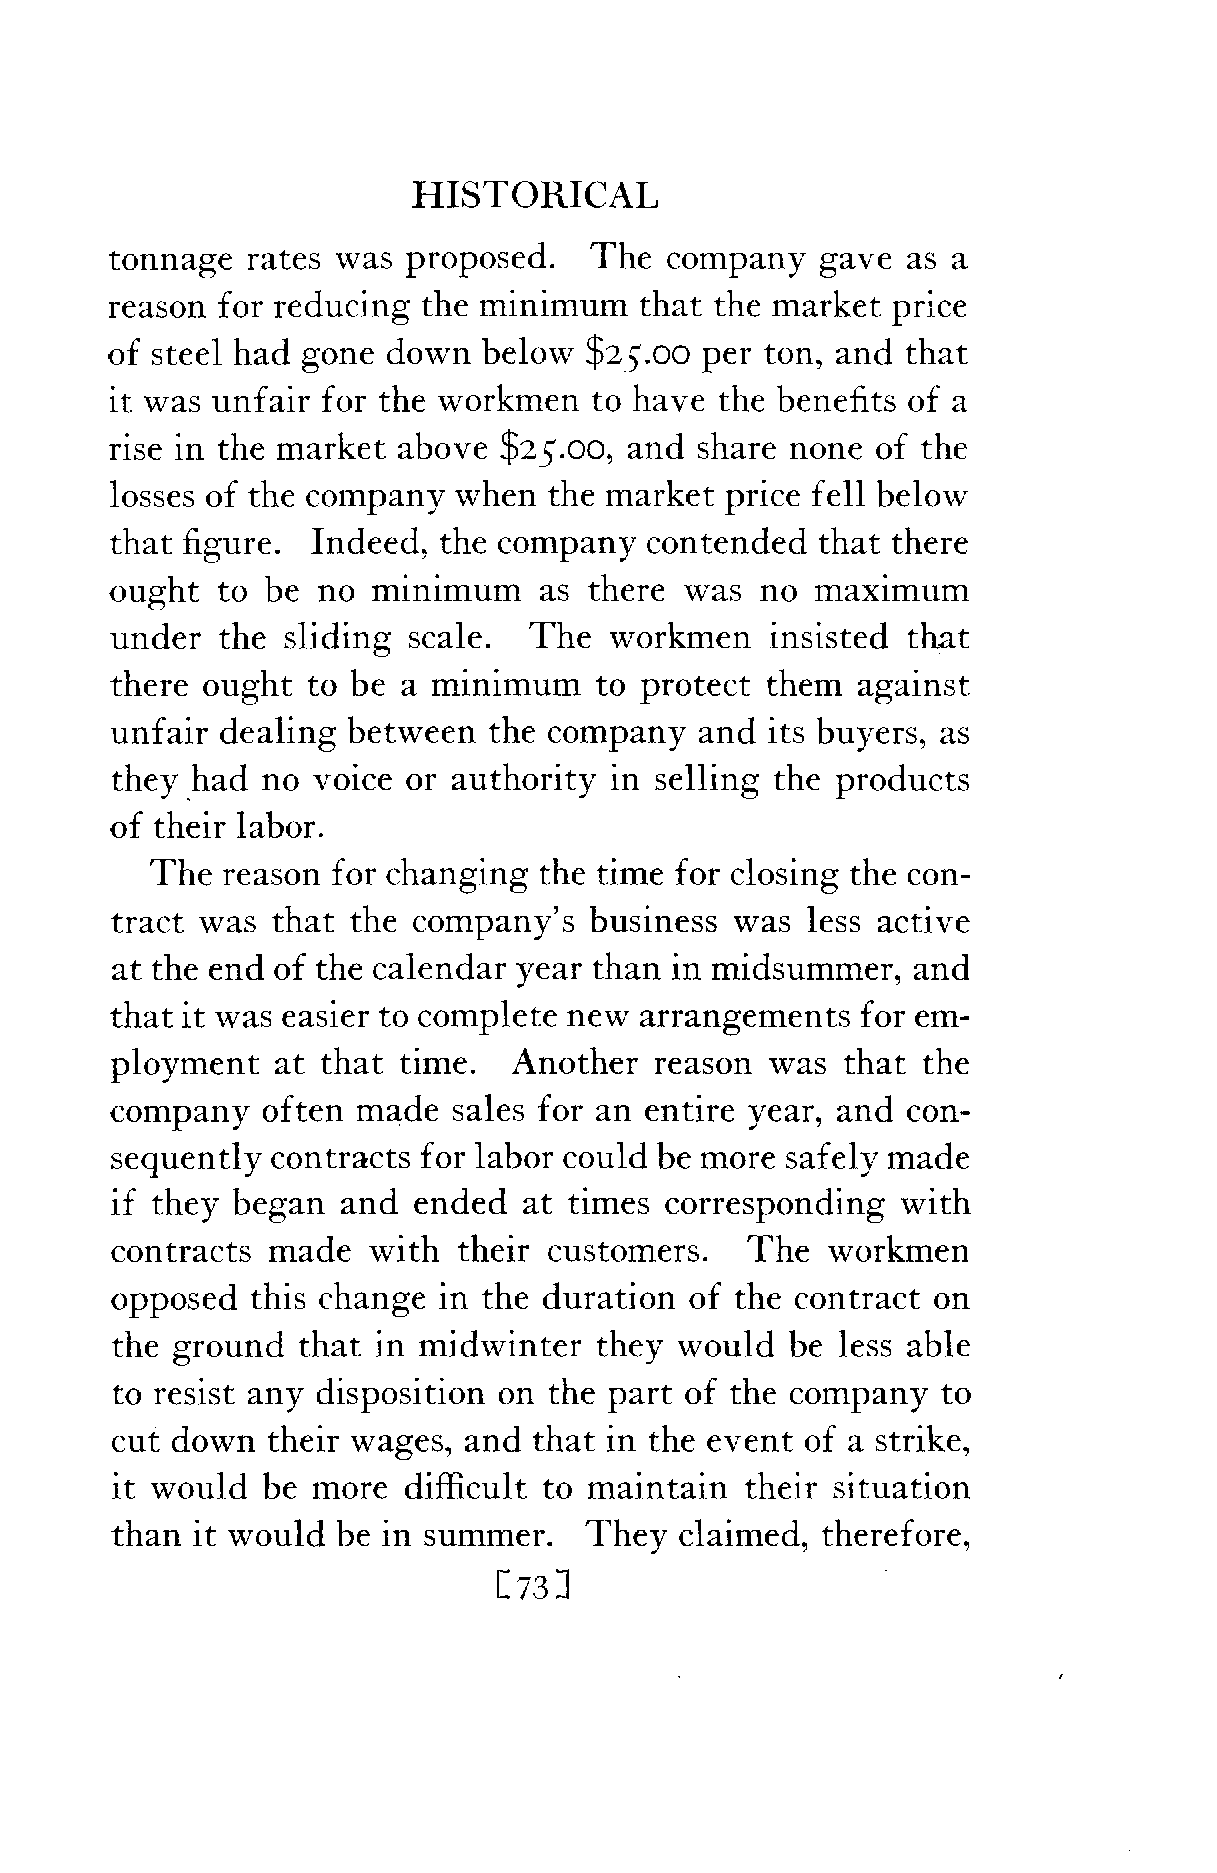 HISTORICAL
tonnage rates was proposed. The company gave as a
reason for reducing the minimum that the market price
of steel had gone down below $25.00 per ton, and that
it was unfair for the workmen to have the benefits of a
rise in the market above $25.00, and share none of the
losses of the company when the market price fell below
that figure. Indeed, the company contended that there
ought to be no minimum as there was no maximum
under the sliding scale. The workmen insisted that
there ought to be a minimum to protect them against
unfair dealing between the company and its buyers, as
they had no voice or authority in selling the products
of their labor.
The reason for changing the time for closing the con-
tract was that the company's business was less active
at the end of the calendar year than in midsummer, and
that it was easier to complete new arrangements for em-
ployment at that time. Another reason was that the
company often made sales for an entire year, and con-
sequently contracts for labor could be more safely made
if they began and ended at times corresponding with
contracts made with their customers. The workmen
opposed this change in the duration of the contract on
the ground that in midwinter they would be less able
to resist any disposition on the part of the company to
cut down their wages, and that in the event of a strike,
it would be more difficult to maintain their situation
than it would be in summer. They claimed, therefore,
[73]